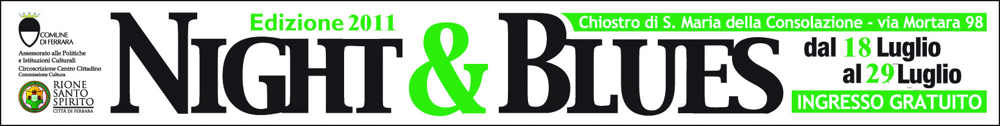 COMUNE
DI FERRARA
Assessorato alle Politiche
e Istituzioni Culturali
Circoscrizione Centro Cittadino
Commissione Cultura
RIONE
SANTO
SPIRITO
CITTÀ DI FERRARA
Edizione 2011
NIGHT & BLUES
Chiostro di S. Maria della Consolazione - via Mortara 98
dal 18 Luglio
al 29 Luglio
INGRESSO GRATUITO